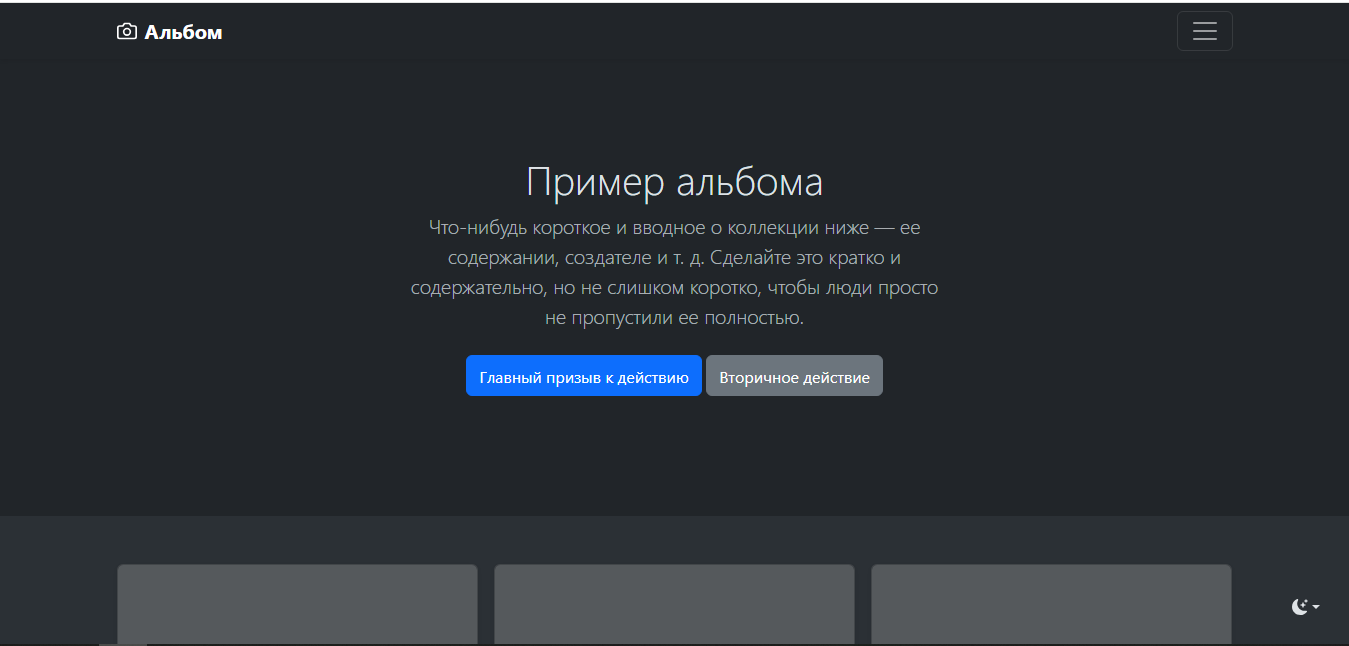 Альбом
Пример альбома
Что-нибудь короткое и вводное о коллекции ниже — ее
содержании, создателе и т. д. Сделайте это кратко и
содержательно, но не слишком коротко, чтобы люди просто
не пропустили ее полностью.
Главный призыв к действию
Вторичное действие